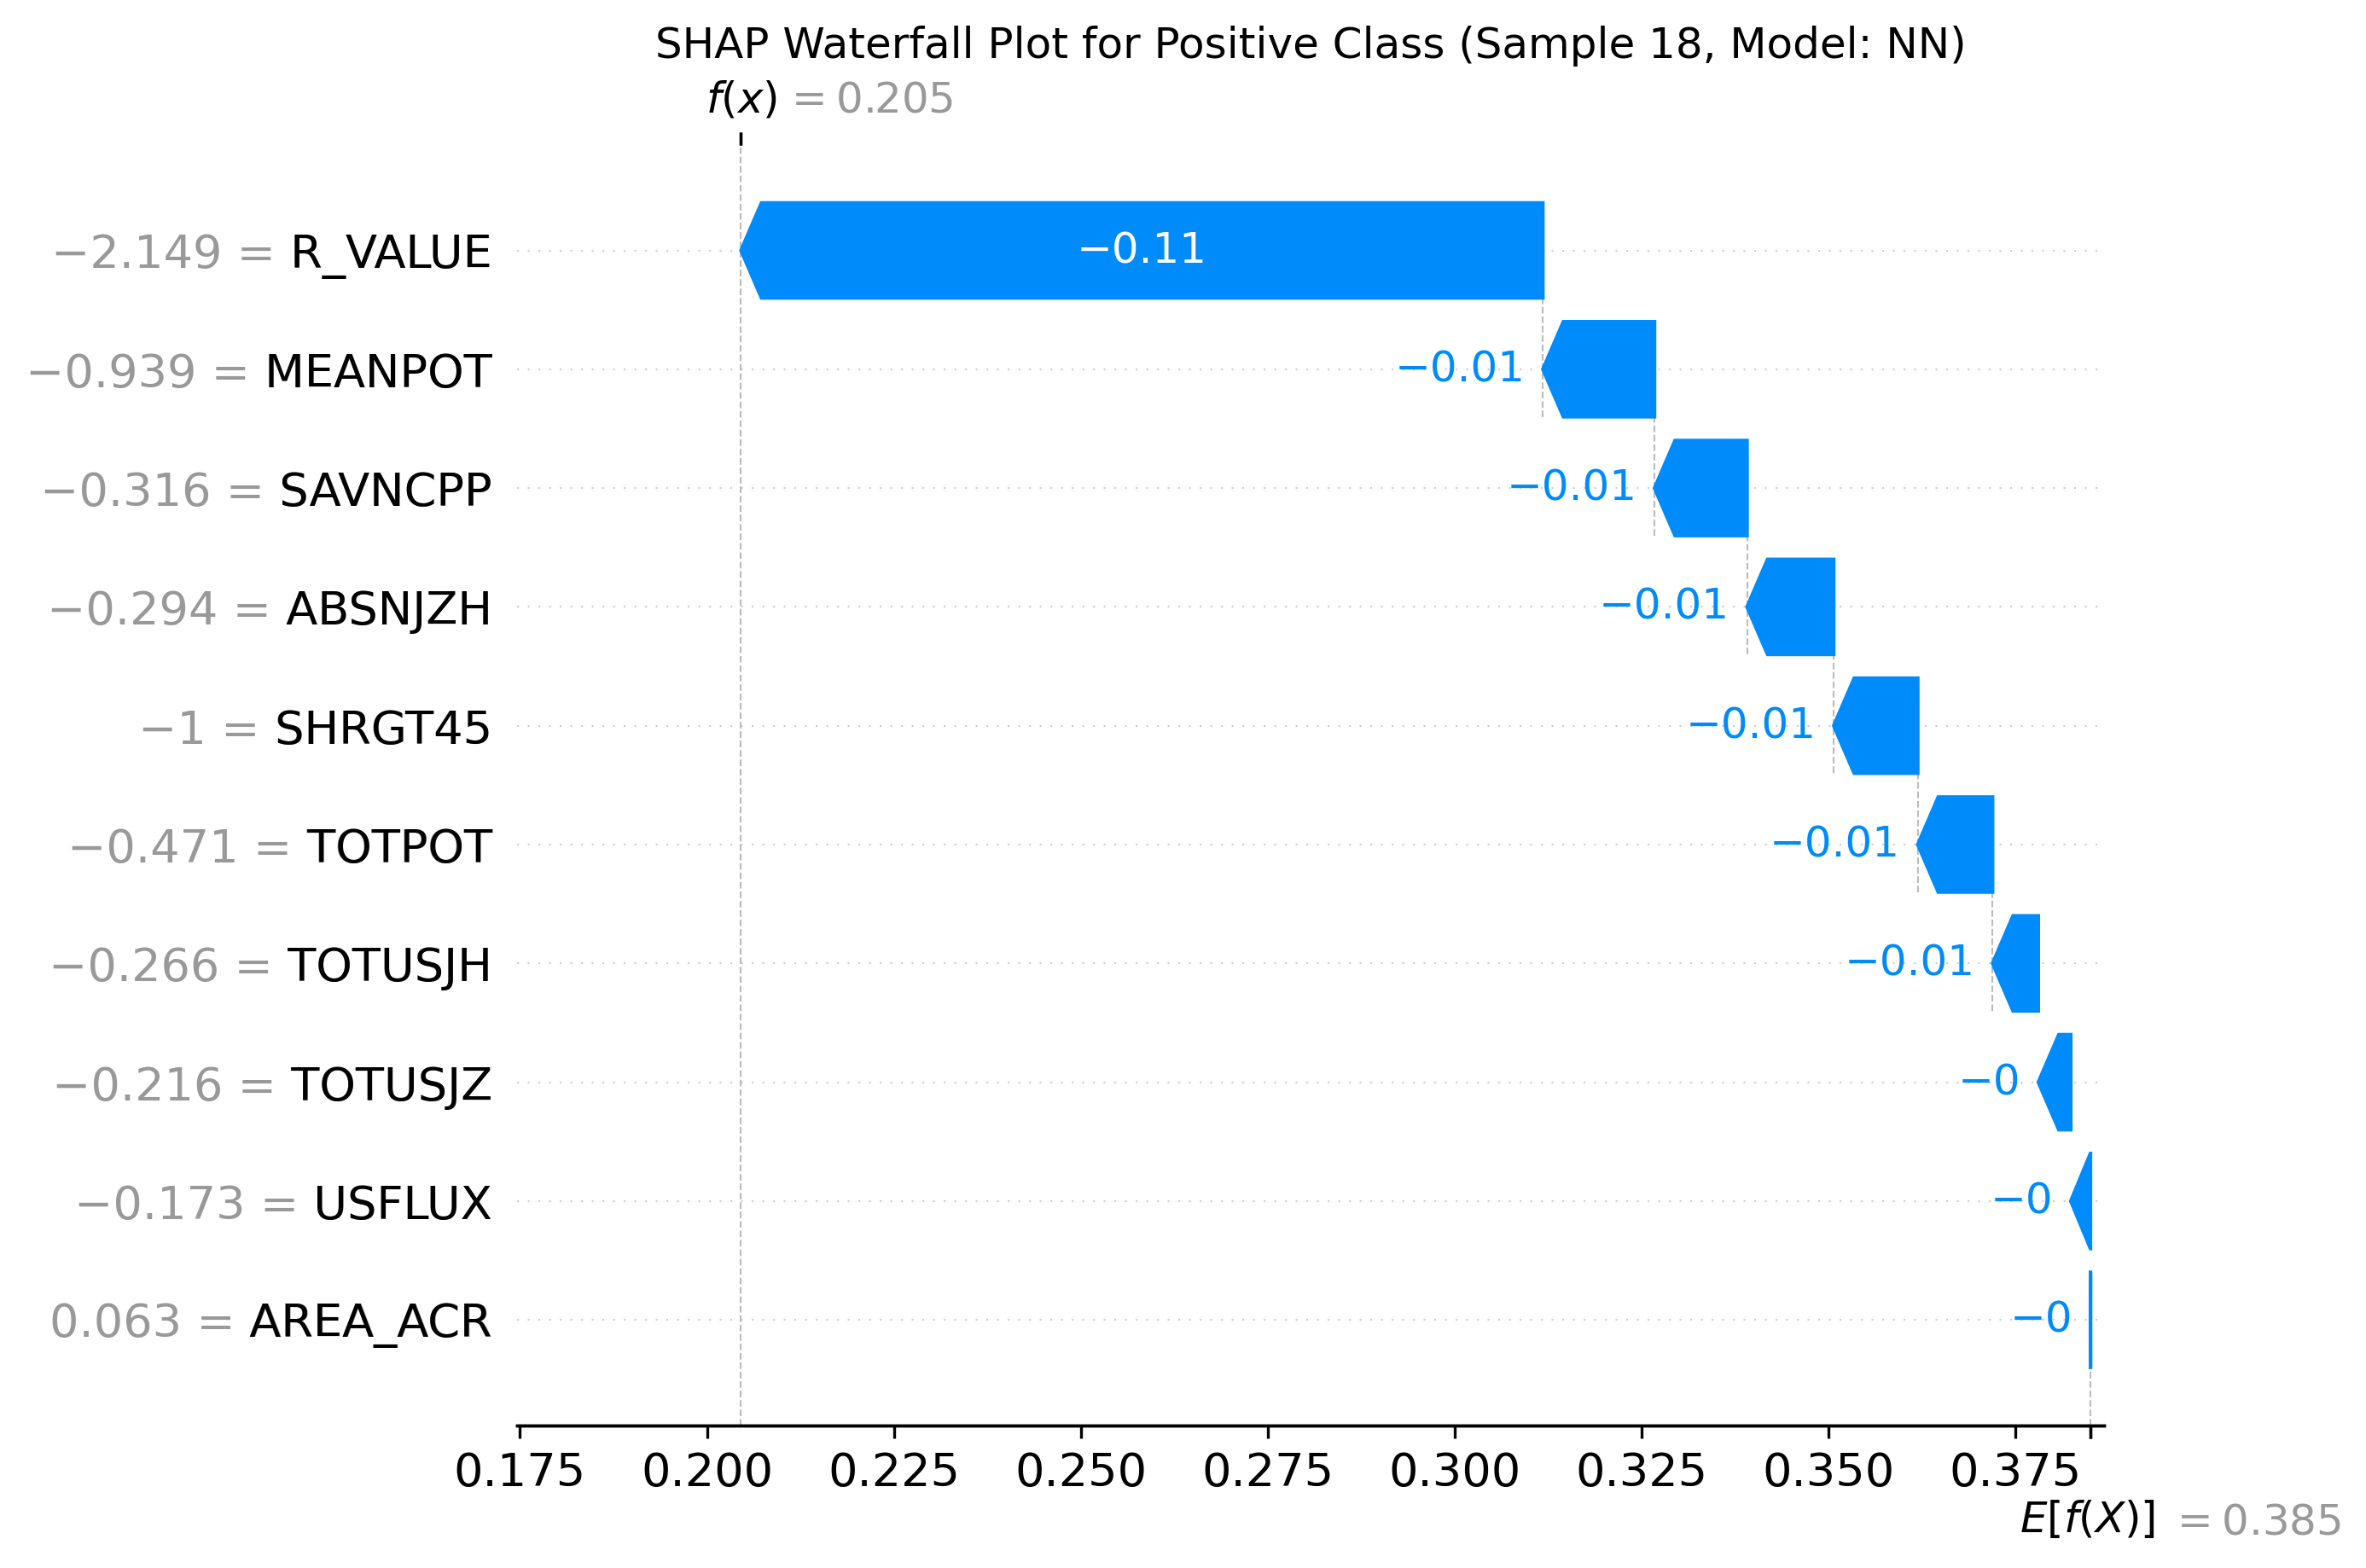 SHAP Waterfall Plot for Positive Class (Sample 18, Model: NN)
f(x) = 0.205
−2.149 = R_VALUE −0.11
−0.939 = MEANPOT −0.01
−0.316 = SAVNCPP −0.01
−0.294 = ABSNJZH −0.01
−1 = SHRGT45 −0.01
−0.471 = TOTPOT −0.01
−0.266 = TOTUSJH −0.01
−0.216 = TOTUSJZ −0
−0.173 = USFLUX −0
0.063 = AREA_ACR −0
0.175 0.200 0.225 0.250 0.275 0.300 0.325 0.350 0.375
E[f(X)] = 0.385